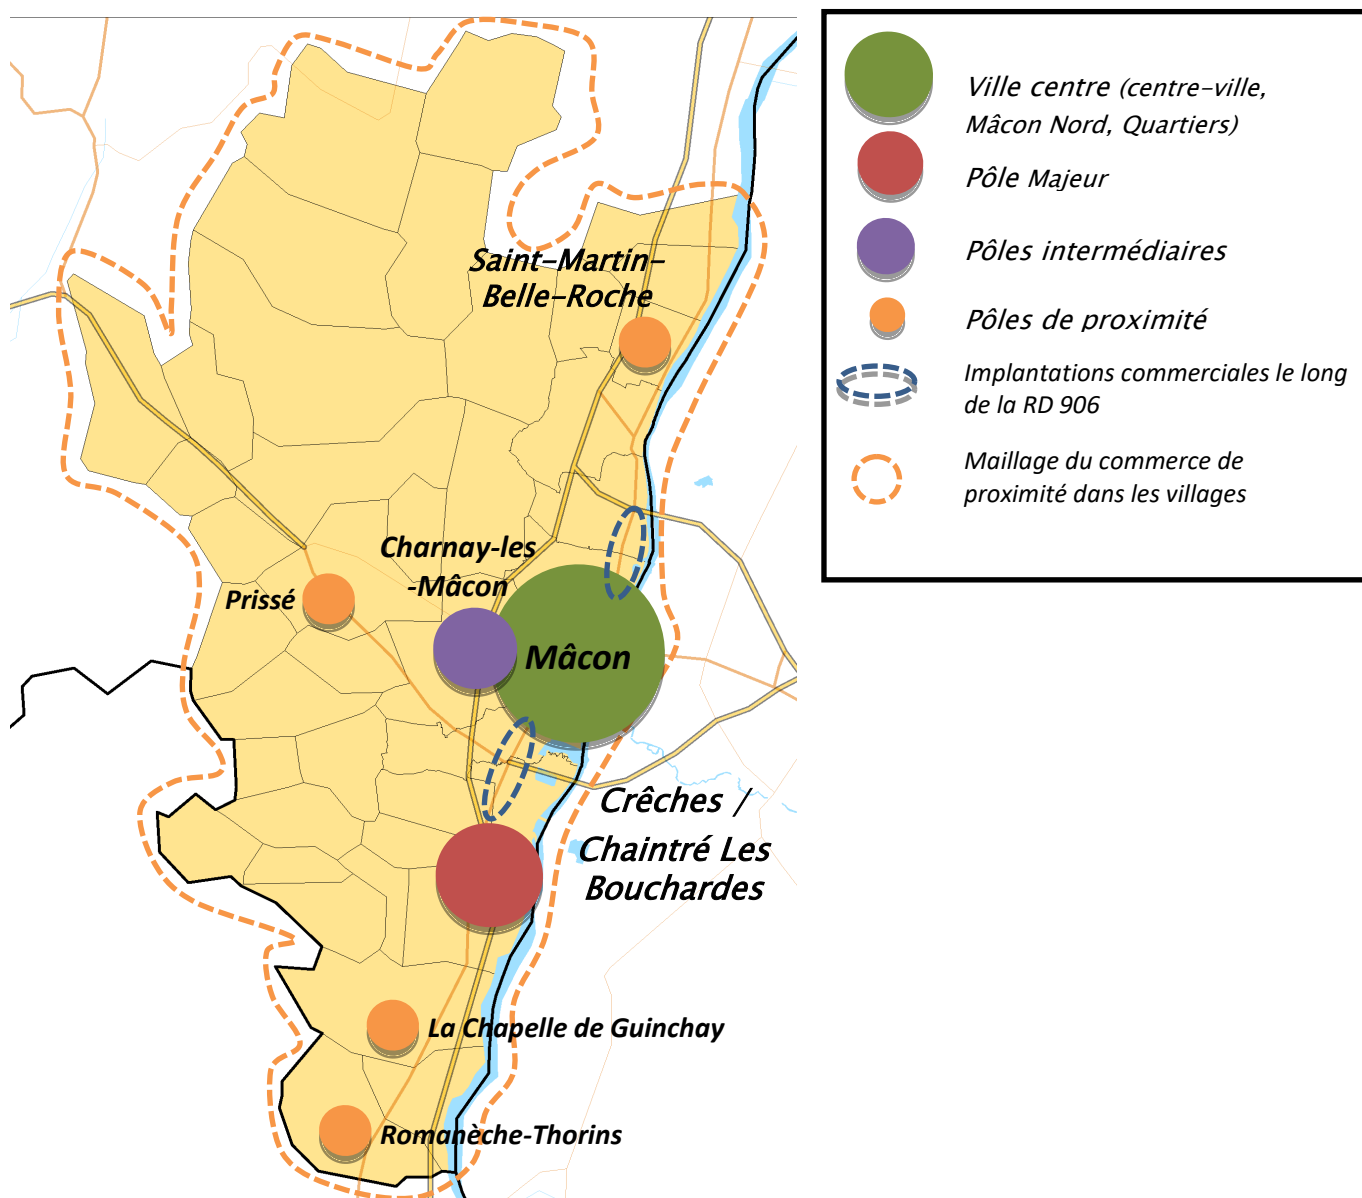 Saint-Martin-
Belle-Roche
Charnay-les
-Mâcon
Prissé
Mâcon
Crêches /
Chaintré Les
Bouchardes
La Chapelle de Guinchay
Romanèche-Thorins
Ville centre (centre-ville,
Mâcon Nord, Quartiers)
Pôle Majeur
Pôles intermédiaires
Pôles de proximité
Implantations commerciales le long
de la RD 906
Maillage du commerce de
proximité dans les villages